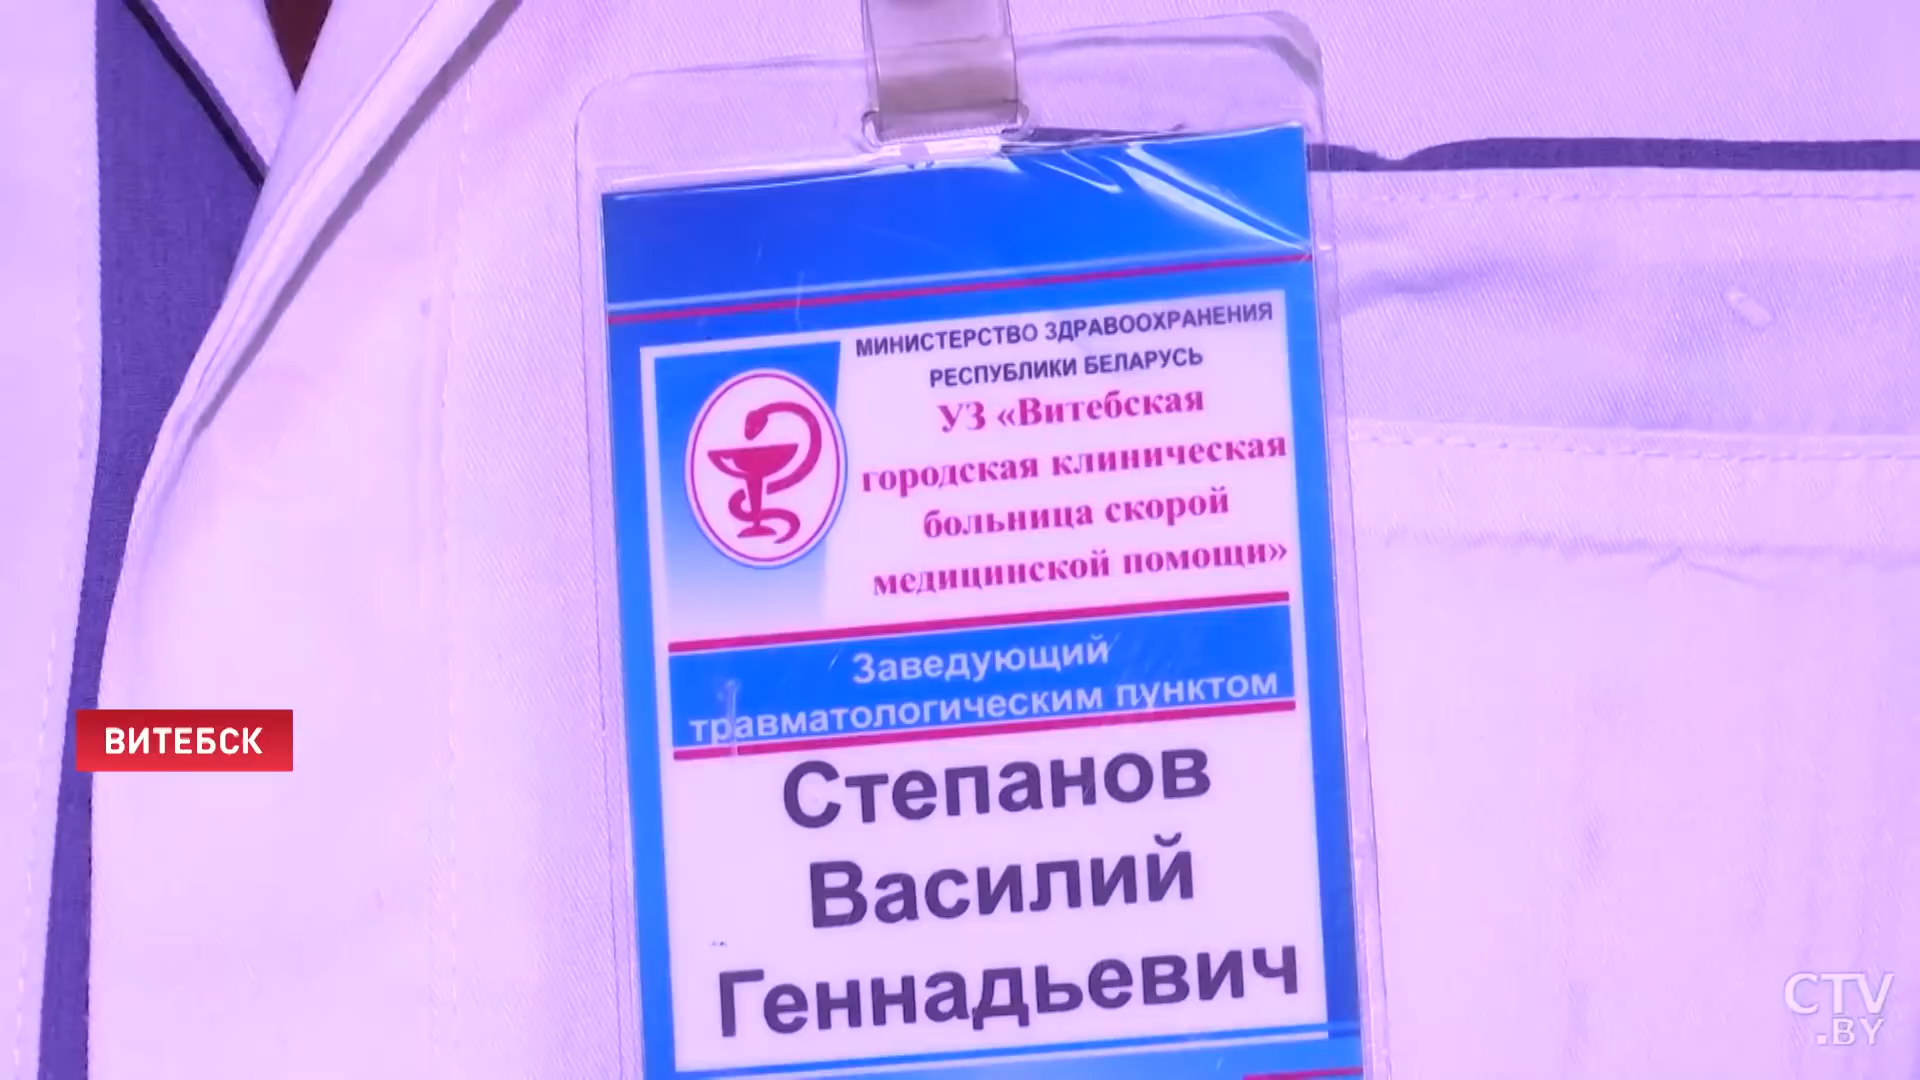 МИНИСТЕРСТВО ЗДРАВООХРАНЕНИЯ
РЕСПУБЛИКИ БЕЛАРУСЬ
УЗ «Витебская
городская клиническая
больница скорой
медицинской помощи»
Заведующий
травматологическим пунктом
Степанов
Василий
Геннадьевич
ВИТЕБСК
CTV
.BY